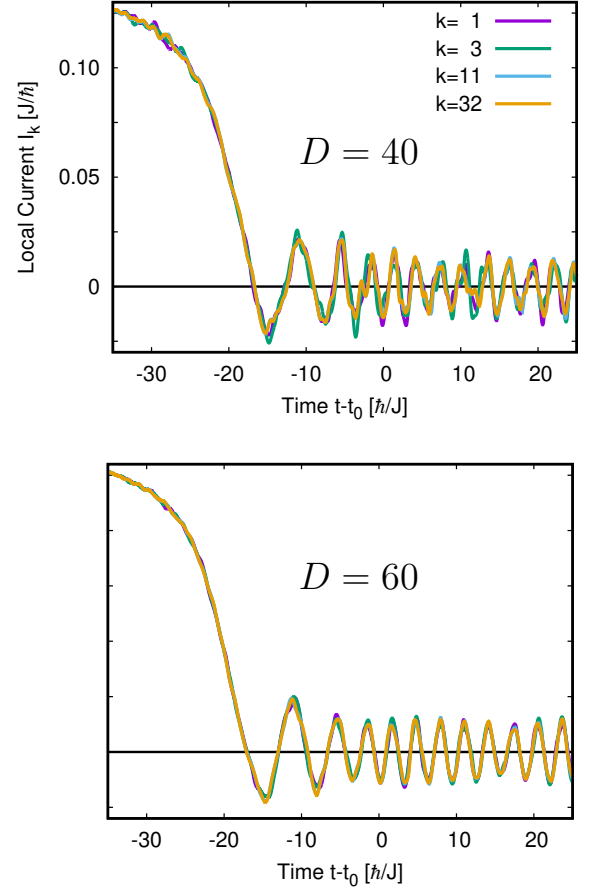 k= 1
k= 3
k=11
k=32
0.10
0.05
0
Local Current I_k [J/ħ]
D = 40
-30
-20
-10
0
10
20
Time t-t_0 [ħ/J]
D = 60
-30
-20
-10
0
10
20
Time t-t_0 [ħ/J]